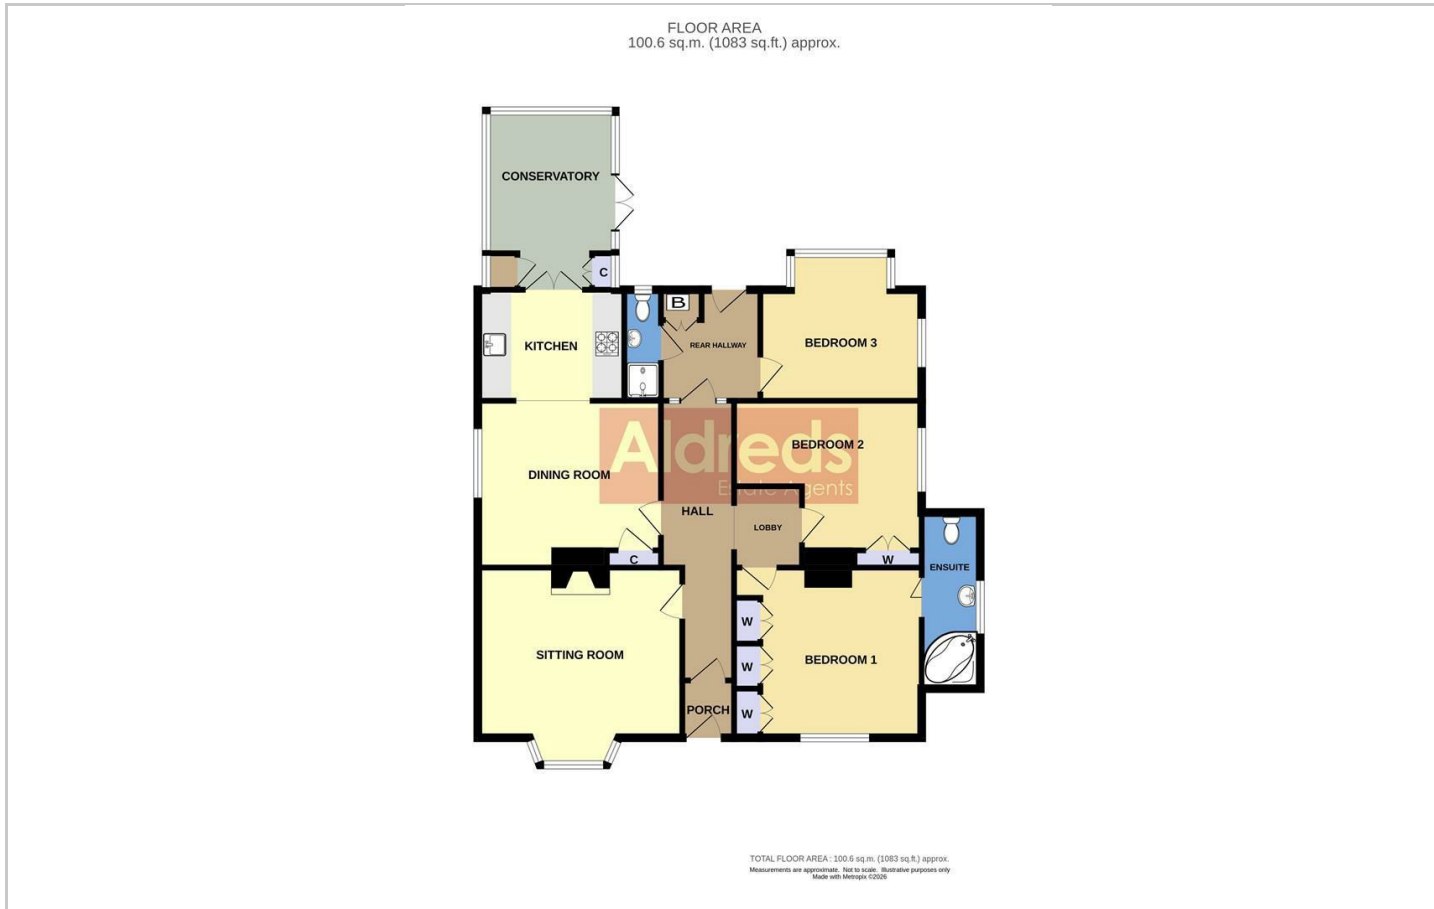 FLOOR AREA
100.6 sq.m. (1083 sq.ft.) approx.
CONSERVATORY
C
B
KITCHEN
REAR HALLWAY
BEDROOM 3
Aldreds
Estate Agents
BEDROOM 2
DINING ROOM
HALL
LOBBY
C
W
ENSUITE
W
SITTING ROOM
BEDROOM 1
W
PORCH
W
TOTAL FLOOR AREA : 100.6 sq.m. (1083 sq.ft.) approx.
Measurements are approximate. Not to scale. Illustrative purposes only
Made with Metropix ©2026